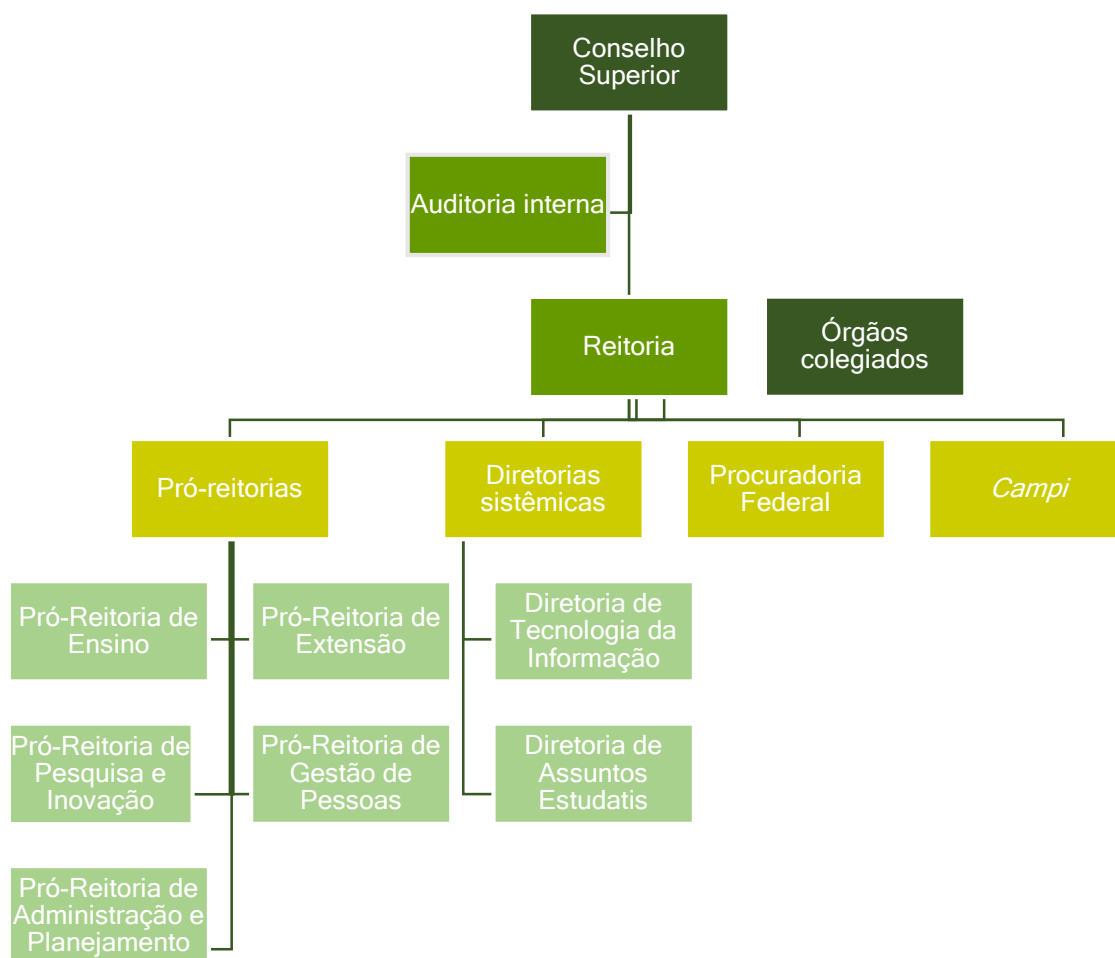 Conselho
Superior
Auditoria interna
Reitoria
Órgãos
colegiados
Pró-reitorias
Diretorias
sistêmicas
Procuradoria
Federal
Campi
Pró-Reitoria de
Ensino
Pró-Reitoria de
Extensão
Diretoria de
Tecnologia da
Informação
Pró-Reitoria de
Pesquisa e
Inovação
Pró-Reitoria de
Gestão de
Pessoas
Diretoria de
Assuntos
Estudatis
Pró-Reitoria de
Administração e
Planejamento